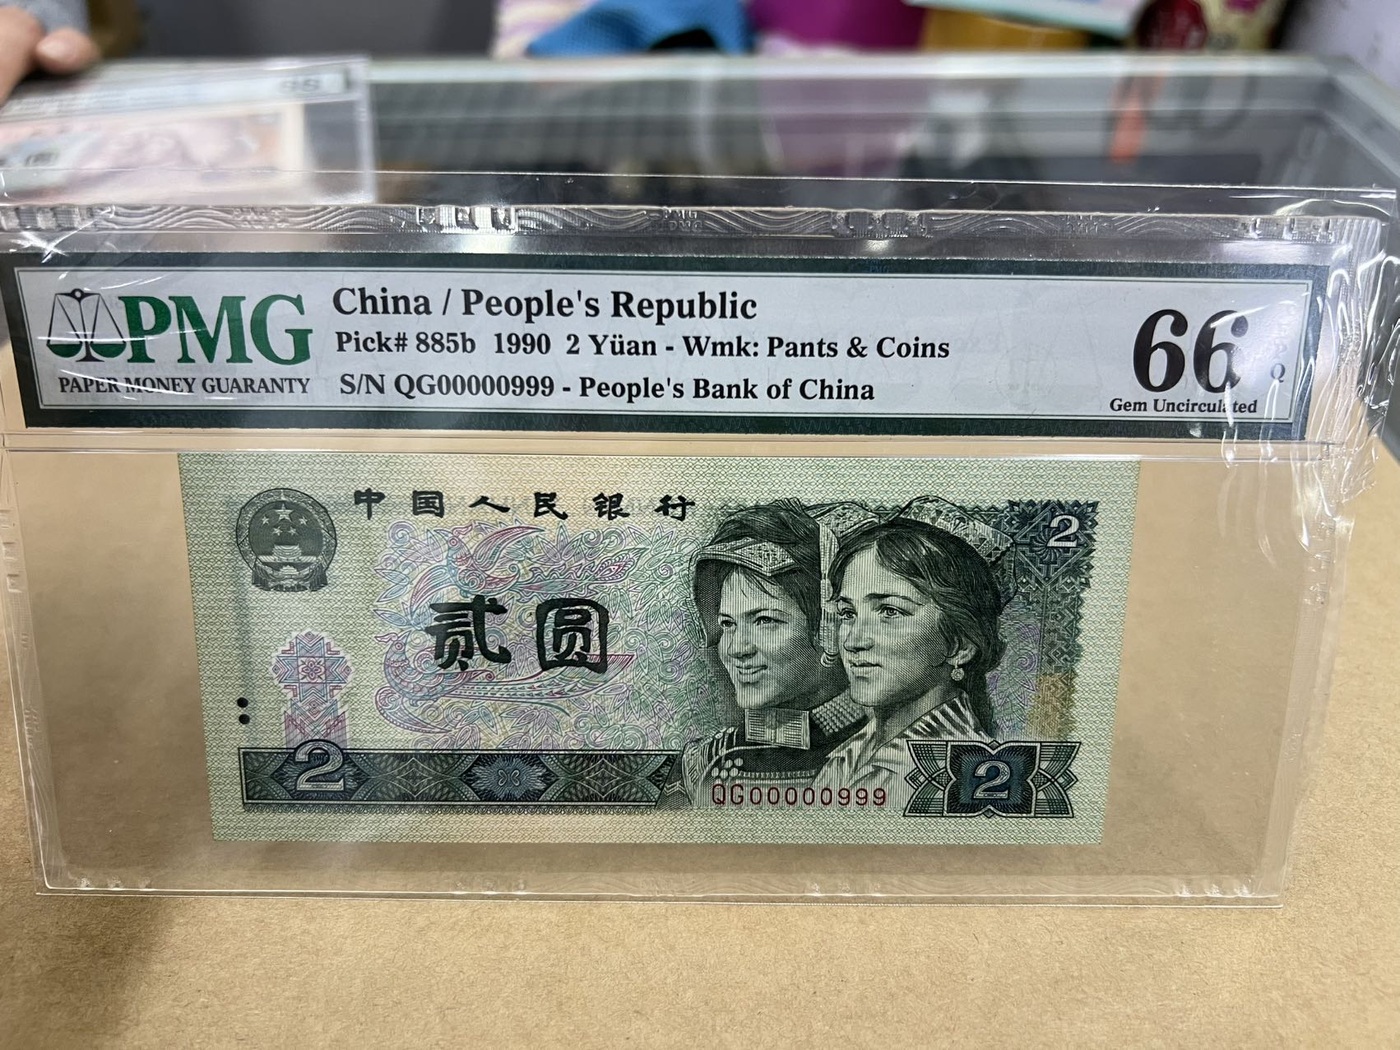 PMG
PAPER MONEY GUARANTY
China / People's Republic
Pick# 885b 1990 2 Yüan - Wmk: Pants & Coins
S/N QG00000999 - People's Bank of China
66
Gem Uncirculated
中国人民银行
2
贰圆
2
QG00000999
2